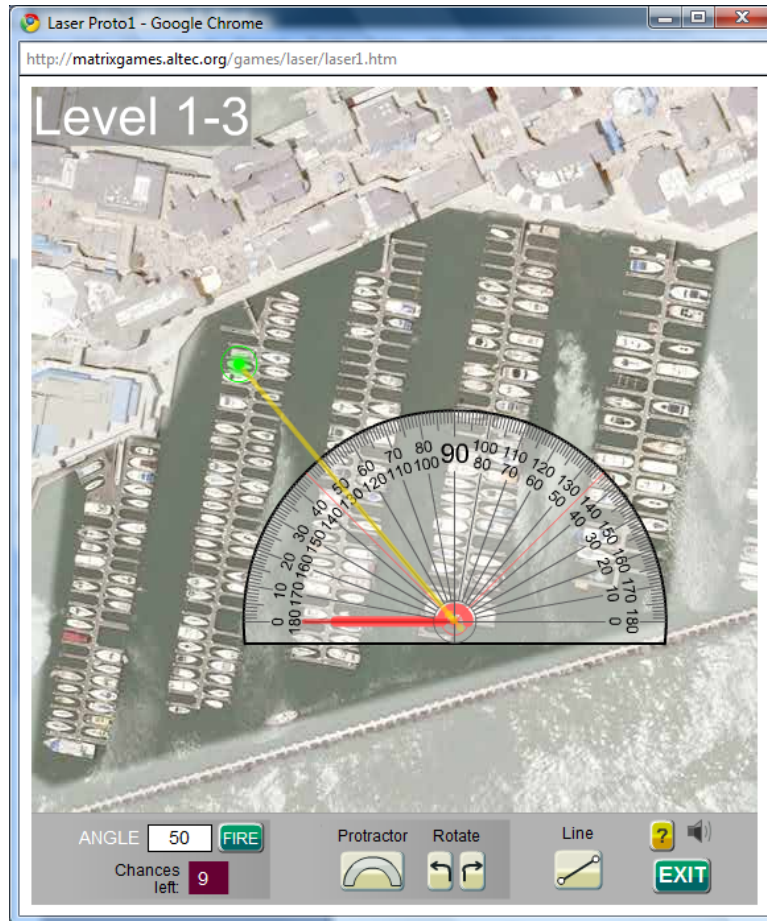 Laser Proto1 - Google Chrome
http://matrixgames.altec.org/games/laser/laser1.htm
Level 1-3
0 10 20 30 40 50 60 70 80 90 100 110 120 130 140 150 160 170 180
180 170 160 150 140 130 120 110 100 80 70 60 50 40 30 20 10 0
ANGLE 50 FIRE
Chances left: 9
Protractor
Rotate
Line
?
EXIT